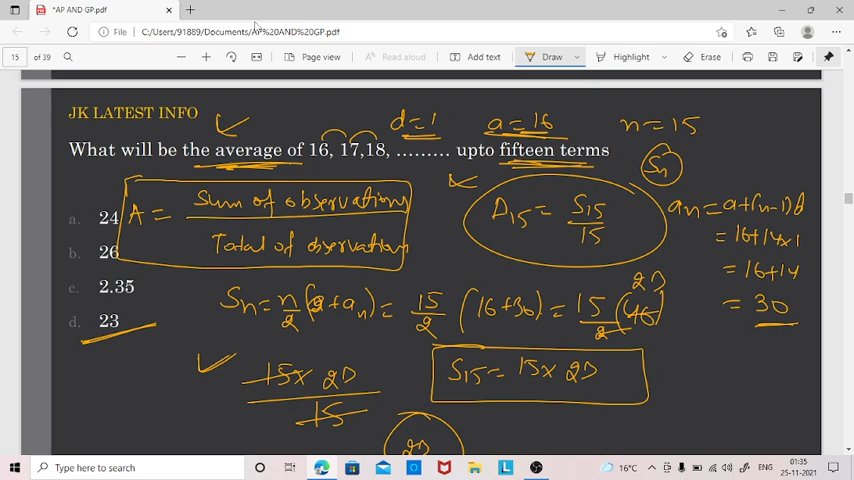 *AP AND GP.pdf
File C:/Users/91889/Documents/AP%20AND%20GP.pdf
15 of 39 Page view Read aloud Add text Draw Highlight Erase
JK LATEST INFO
d=1 a=16 n=15
What will be the average of 16, 17,18, ......... upto fifteen terms
Sn
A = Sum of observations / Total of observations
A15 = S15/15
an = a+(n-1)d
= 16+14×1
= 16+14
= 30
a. 24
b. 26
c. 2.35
d. 23
Sn = n/2 (a+an) = 15/2 (16+30) = 15/2 (46) 23
15× 23 / 15
S15 = 15× 23
23
Type here to search
16°C ENG 01:35
25-11-2021